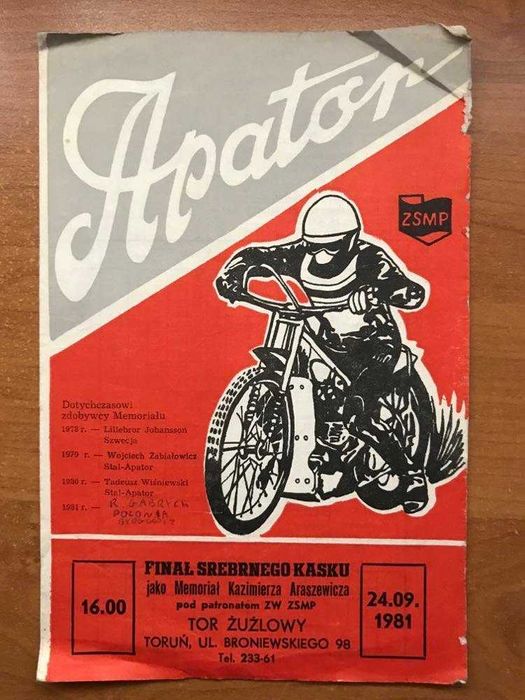 Apator
ZSMP
Dotychczasowi
zdobywcy Memoriału
1978 r. — Lillebror Johansson
Szwecja
1979 r. — Wojciech Żabiałowicz
Stal-Apator
1980 r. — Tadeusz Wiśniewski
Stal-Apator
1981 r. — R. GABRYCH
POLONIA
BYDGOSZCZ
16.00
FINAŁ SREBRNEGO KASKU
jako Memoriał Kazimierza Araszewicza
pod patronatem ZW ZSMP
TOR ŻUŻLOWY
TORUŃ, UL. BRONIEWSKIEGO 98
Tel. 233-61
24.09.
1981